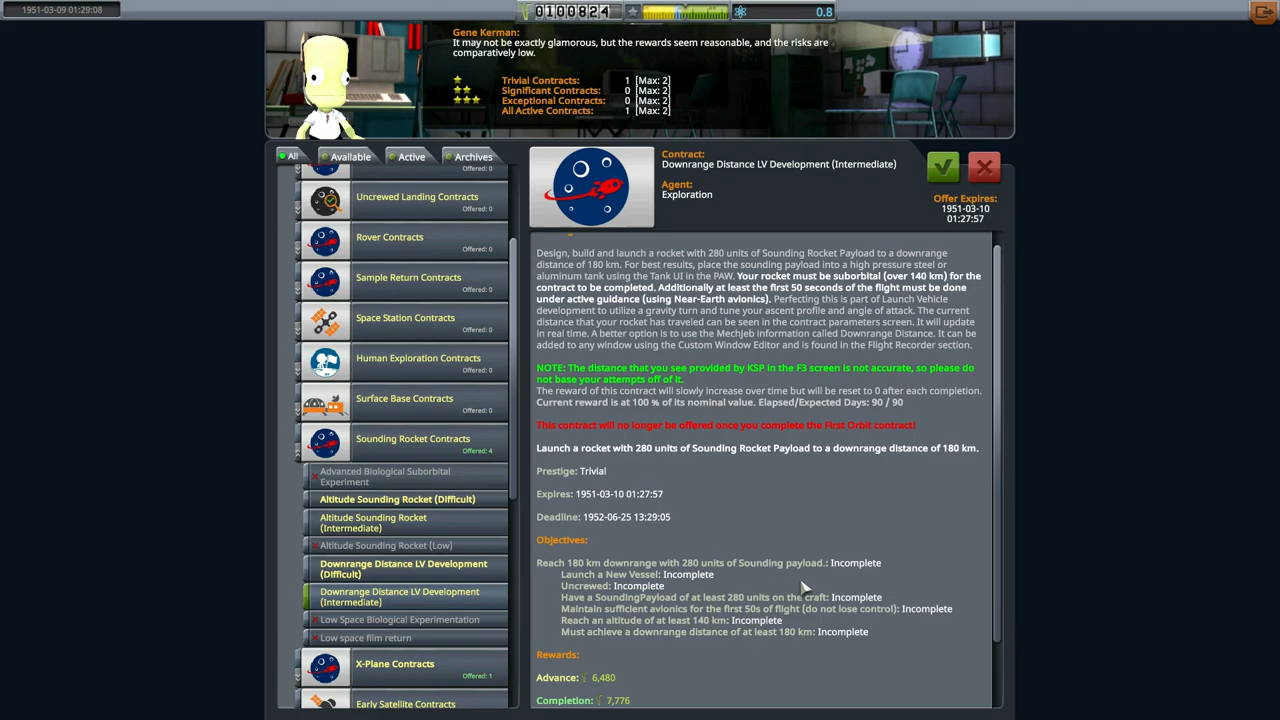 1951-03-09 01:29:08
0100824
0.8
Gene Kerman:
It may not be exactly glamorous, but the rewards seem reasonable, and the risks are
comparatively low.
Trivial Contracts: 1 [Max: 2]
Significant Contracts: 0 [Max: 2]
Exceptional Contracts: 0 [Max: 2]
All Active Contracts: 1 [Max: 2]
All
Available
Active
Archives
Offered: 0
Uncrewed Landing Contracts
Offered: 0
Rover Contracts
Offered: 0
Sample Return Contracts
Offered: 0
Space Station Contracts
Offered: 0
Human Exploration Contracts
Offered: 0
Surface Base Contracts
Offered: 0
Sounding Rocket Contracts
Offered: 4
Advanced Biological Suborbital
Experiment
Altitude Sounding Rocket (Difficult)
Altitude Sounding Rocket
(Intermediate)
Altitude Sounding Rocket (Low)
Downrange Distance LV Development
(Difficult)
Downrange Distance LV Development
(Intermediate)
Low Space Biological Experimentation
Low space film return
X-Plane Contracts
Offered: 1
Early Satellite Contracts
Contract:
Downrange Distance LV Development (Intermediate)
Agent:
Exploration
Offer Expires:
1951-03-10
01:27:57
Design, build and launch a rocket with 280 units of Sounding Rocket Payload to a downrange
distance of 180 km. For best results, place the sounding payload into a high pressure steel or
aluminum tank using the Tank UI in the PAW. Your rocket must be suborbital (over 140 km) for the
contract to be completed. Additionally at least the first 50 seconds of the flight must be done
under active guidance (using Near-Earth avionics). Perfecting this is part of Launch Vehicle
development to utilize a gravity turn and tune your ascent profile and angle of attack. The current
distance that your rocket has traveled can be seen in the contract parameters screen. It will update
in real time. A better option is to use the MechJeb information called Downrange Distance. It can be
added to any window using the Custom Window Editor and is found in the Flight Recorder section.
NOTE: The distance that you see provided by KSP in the F3 screen is not accurate, so please do
not base your attempts off of it.
The reward of this contract will slowly increase over time but will be reset to 0 after each completion.
Current reward is at 100 % of its nominal value. Elapsed/Expected Days: 90 / 90
This contract will no longer be offered once you complete the First Orbit contract!
Launch a rocket with 280 units of Sounding Rocket Payload to a downrange distance of 180 km.
Prestige: Trivial
Expires: 1951-03-10 01:27:57
Deadline: 1952-06-25 13:29:05
Objectives:
Reach 180 km downrange with 280 units of Sounding payload.: Incomplete
Launch a New Vessel: Incomplete
Uncrewed: Incomplete
Have a SoundingPayload of at least 280 units on the craft: Incomplete
Maintain sufficient avionics for the first 50s of flight (do not lose control): Incomplete
Reach an altitude of at least 140 km: Incomplete
Must achieve a downrange distance of at least 180 km: Incomplete
Rewards:
Advance: 6,480
Completion: 7,776